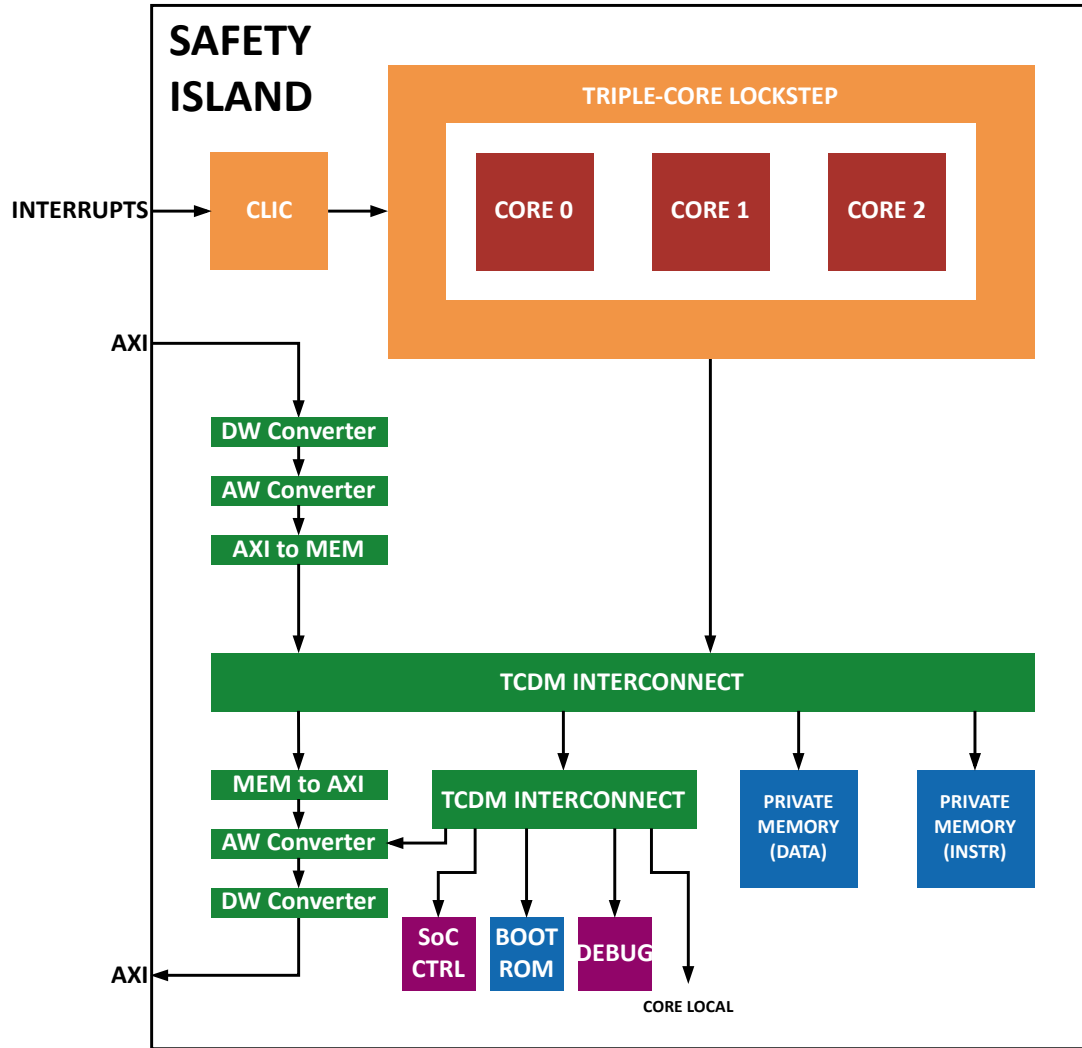 SAFETY
ISLAND
TRIPLE-CORE LOCKSTEP
INTERRUPTS
CLIC
CORE 0
CORE 1
CORE 2
AXI
DW Converter
AW Converter
AXI to MEM
TCDM INTERCONNECT
MEM to AXI
TCDM INTERCONNECT
PRIVATE
MEMORY
(DATA)
PRIVATE
MEMORY
(INSTR)
AW Converter
DW Converter
SoC
CTRL
BOOT
ROM
DEBUG
AXI
CORE LOCAL